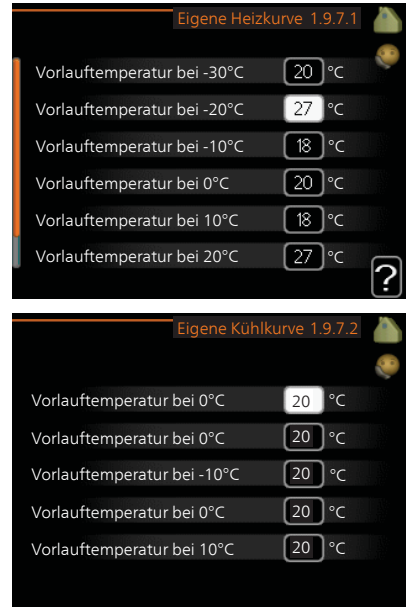 Eigene Heizkurve 1.9.7.1
Vorlauftemperatur bei -30°C 20 °C
Vorlauftemperatur bei -20°C 27 °C
Vorlauftemperatur bei -10°C 18 °C
Vorlauftemperatur bei 0°C 20 °C
Vorlauftemperatur bei 10°C 18 °C
Vorlauftemperatur bei 20°C 27 °C
?
Eigene Kühlkurve 1.9.7.2
Vorlauftemperatur bei 0°C 20 °C
Vorlauftemperatur bei 0°C 20 °C
Vorlauftemperatur bei -10°C 20 °C
Vorlauftemperatur bei 0°C 20 °C
Vorlauftemperatur bei 10°C 20 °C